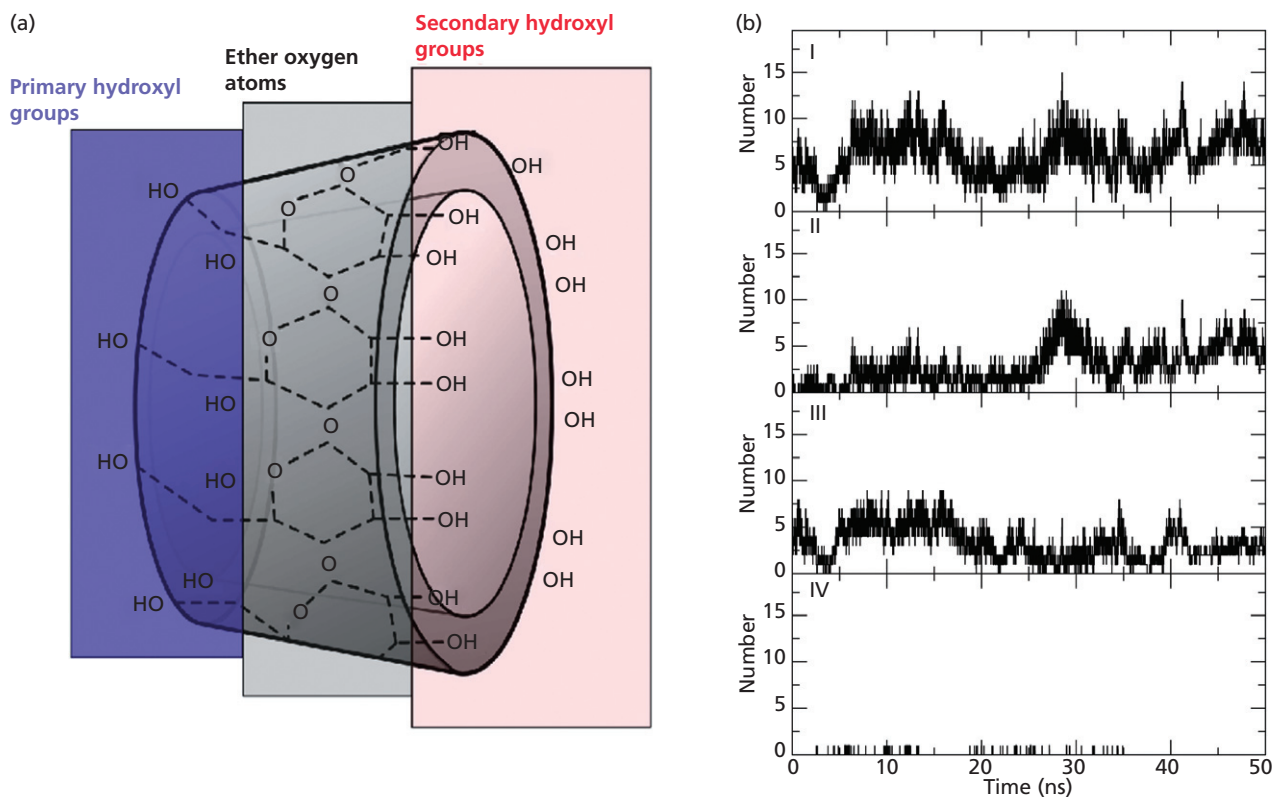 (a)
Secondary hydroxyl
groups
Ether oxygen
atoms
Primary hydroxyl
groups
OH
OH
O
HO
O
OH
OH
HO
OH
OH
O
HO
O
OH
OH
OH
HO
O
OH
HO
O
OH
HO
OH
OH
OH
O
HO
OH
HO
O
OH
OH
(b)
I
15
10
5
0
Number
II
15
10
5
0
Number
III
15
10
5
0
Number
IV
15
10
5
0
Number
0 10 20 30 40 50
Time (ns)